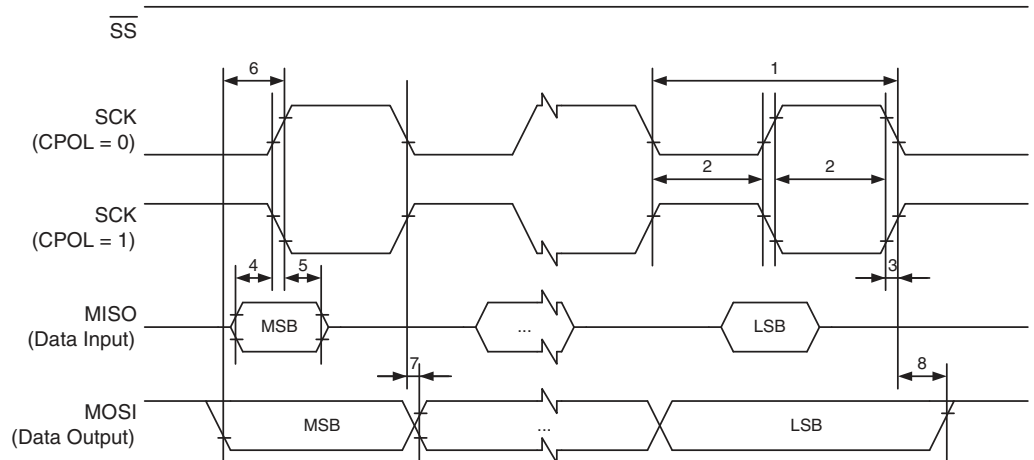 SS
6
1
SCK
(CPOL = 0)
2
2
SCK
(CPOL = 1)
4
5
3
MISO
(Data Input)
MSB
...
LSB
7
8
MOSI
(Data Output)
MSB
...
LSB